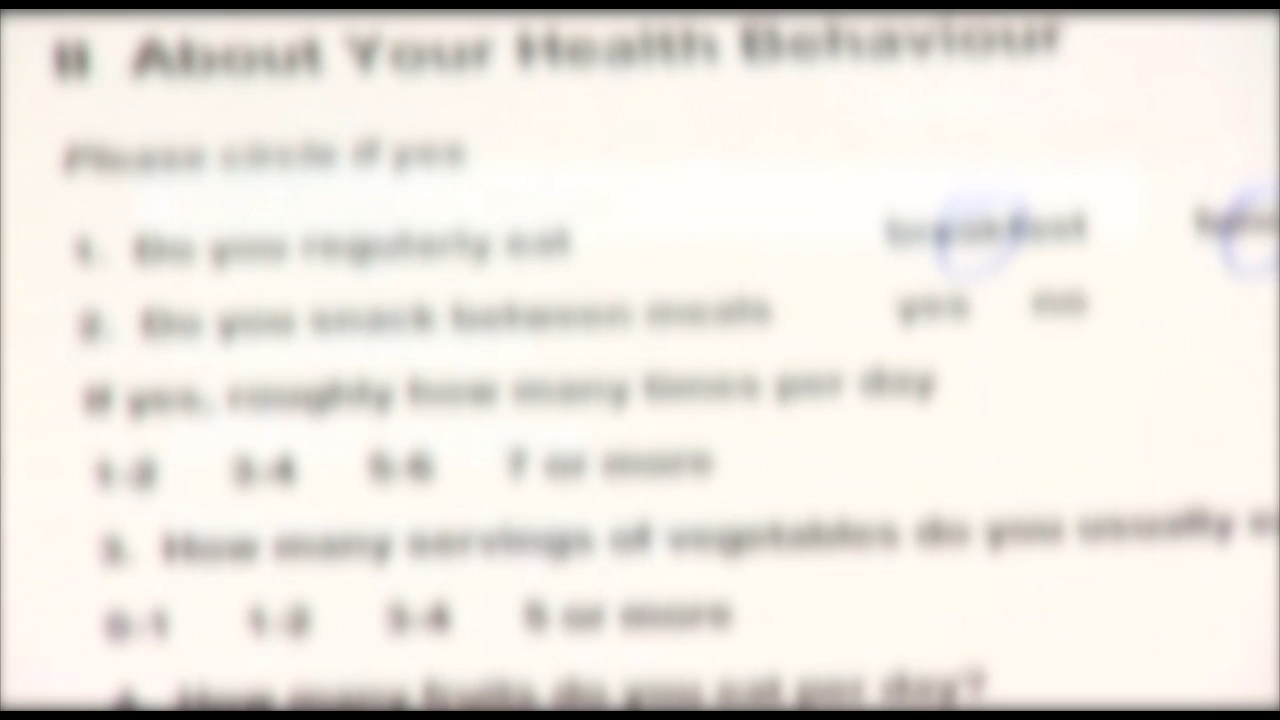 II About Your Health Behaviour
Please circle if yes
1. Do you regularly eat breakfast
2. Do you snack between meals yes no
If yes, roughly how many times per day
1-2 3-4 5-6 7 or more
3. How many servings of vegetables do you usually
0-1 1-2 3-4 5 or more
4. How many fruits do you eat per day?